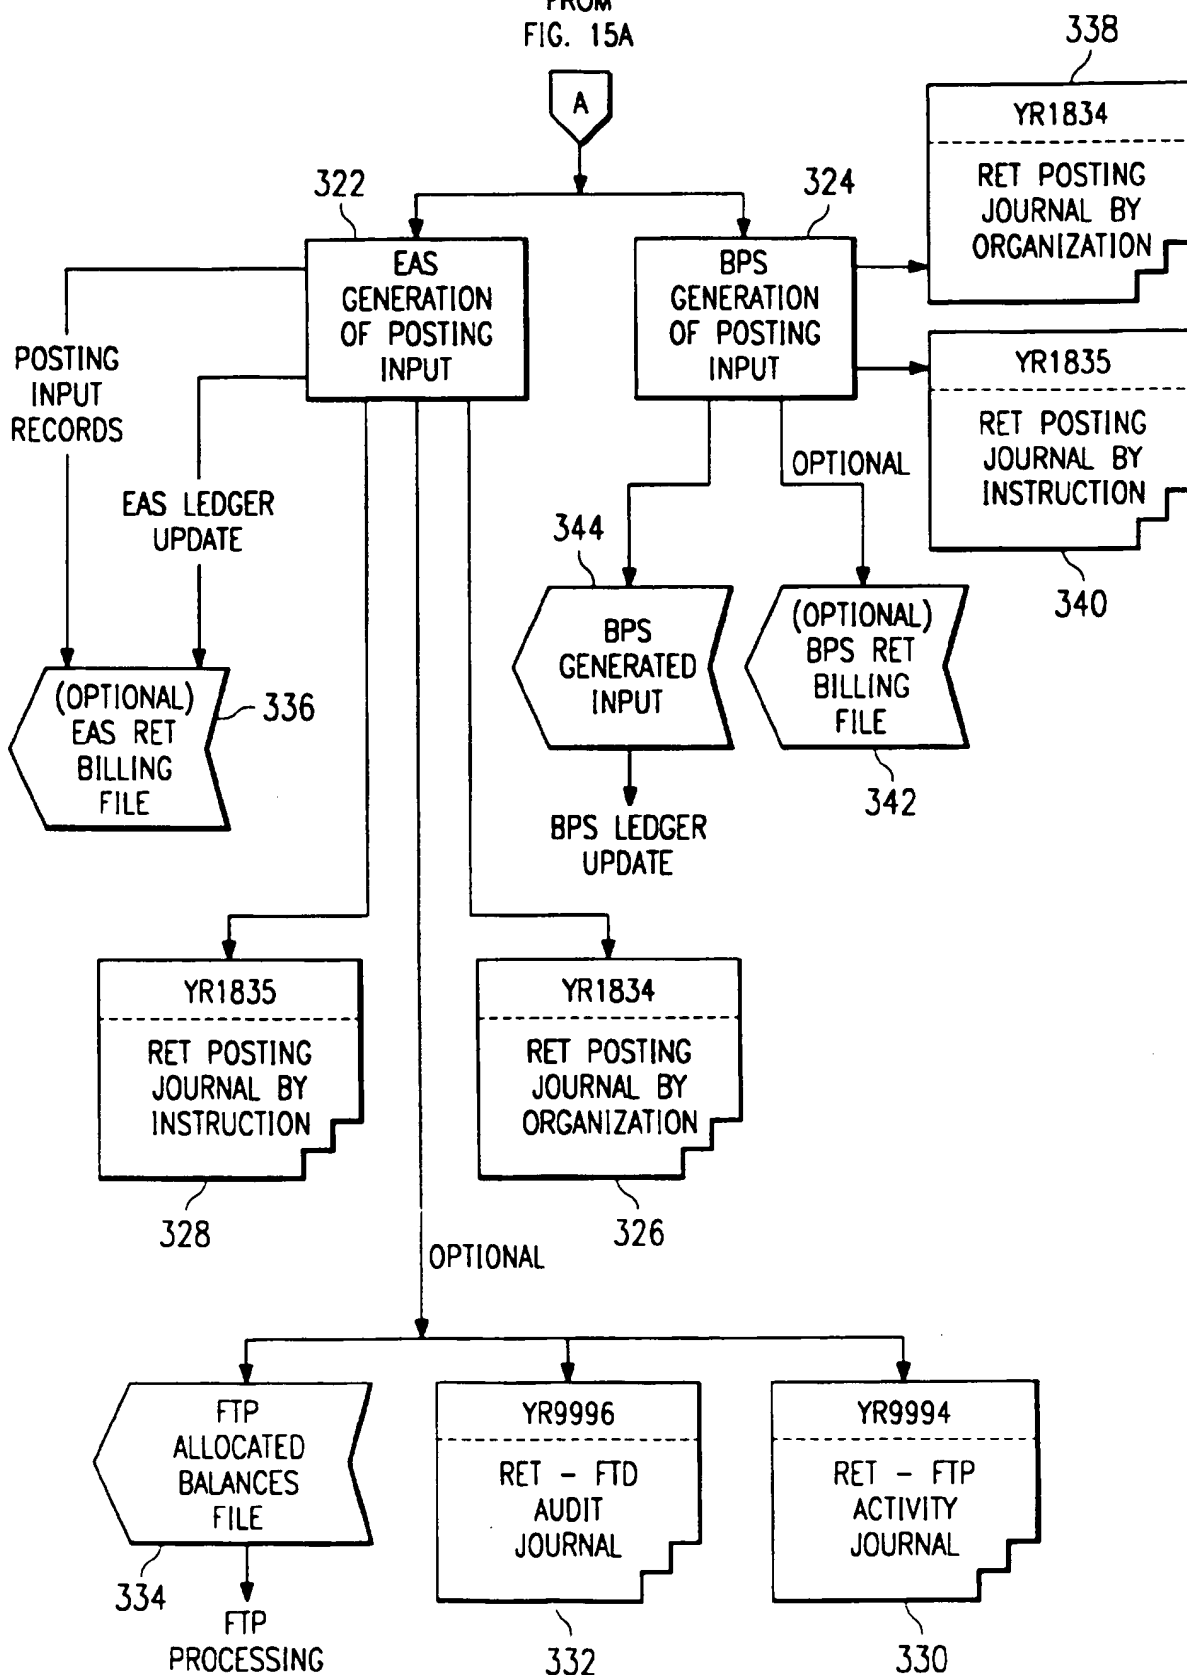 FROM
FIG. 15A
A
338
YR1834
RET POSTING
JOURNAL BY
ORGANIZATION
322
324
EAS
GENERATION
OF POSTING
INPUT
BPS
GENERATION
OF POSTING
INPUT
YR1835
RET POSTING
JOURNAL BY
INSTRUCTION
340
POSTING
INPUT
RECORDS
EAS LEDGER
UPDATE
OPTIONAL
344
BPS
GENERATED
INPUT
(OPTIONAL)
BPS RET
BILLING
FILE
342
(OPTIONAL)
EAS RET
BILLING
FILE
336
BPS LEDGER
UPDATE
YR1835
RET POSTING
JOURNAL BY
INSTRUCTION
328
YR1834
RET POSTING
JOURNAL BY
ORGANIZATION
326
OPTIONAL
FTP
ALLOCATED
BALANCES
FILE
334
FTP
PROCESSING
YR9996
RET - FTD
AUDIT
JOURNAL
332
YR9994
RET - FTP
ACTIVITY
JOURNAL
330